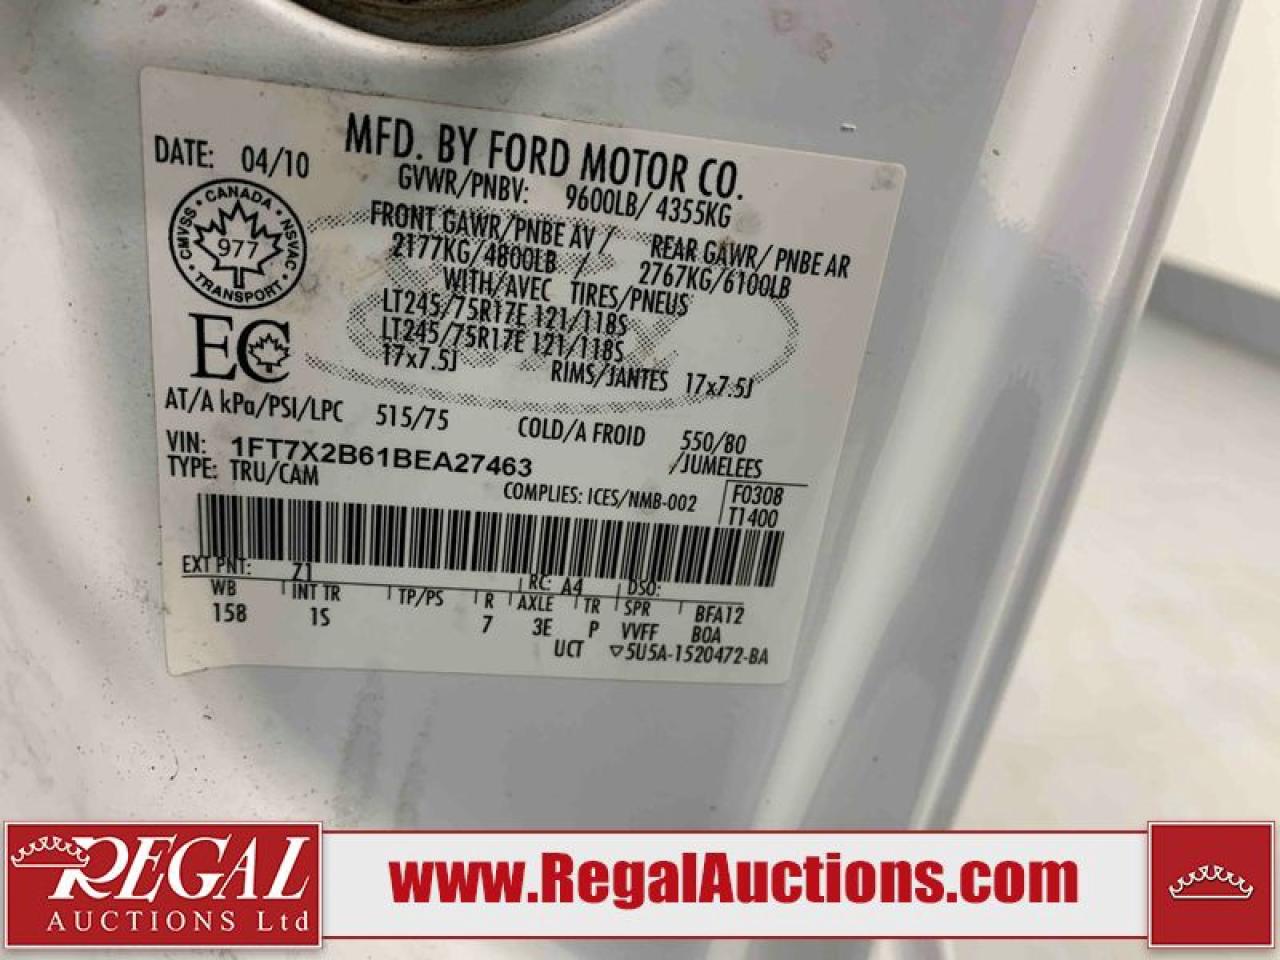 MFD. BY FORD MOTOR CO.
DATE: 04/10
GVWR/PNBV: 9600LB/ 4355KG
FRONT GAWR/PNBE AV / REAR GAWR/ PNBE AR
2177KG/4800LB / 2767KG/6100LB
WITH/AVEC TIRES/PNEUS
LT245/75R17E 121/118S
LT245/75R17E 121/118S
17x7.5J RIMS/JANTES 17x7.5J
CANADA
CMVSS • NSVAC
977
TRANSPORT
EC
AT/A kPa/PSI/LPC 515/75 COLD/A FROID 550/80
/JUMELEES
VIN: 1FT7X2B61BEA27463
TYPE: TRU/CAM
COMPLIES: ICES/NMB-002
F0308
T1400
EXT PNT: Z1 RC: A4 DSO:
WB INT TR TP/PS R AXLE TR SPR BFA12
158 1S 7 3E P VVFF BOA
UCT ▽5U5A-1520472-BA
REGAL
AUCTIONS Ltd
www.RegalAuctions.com